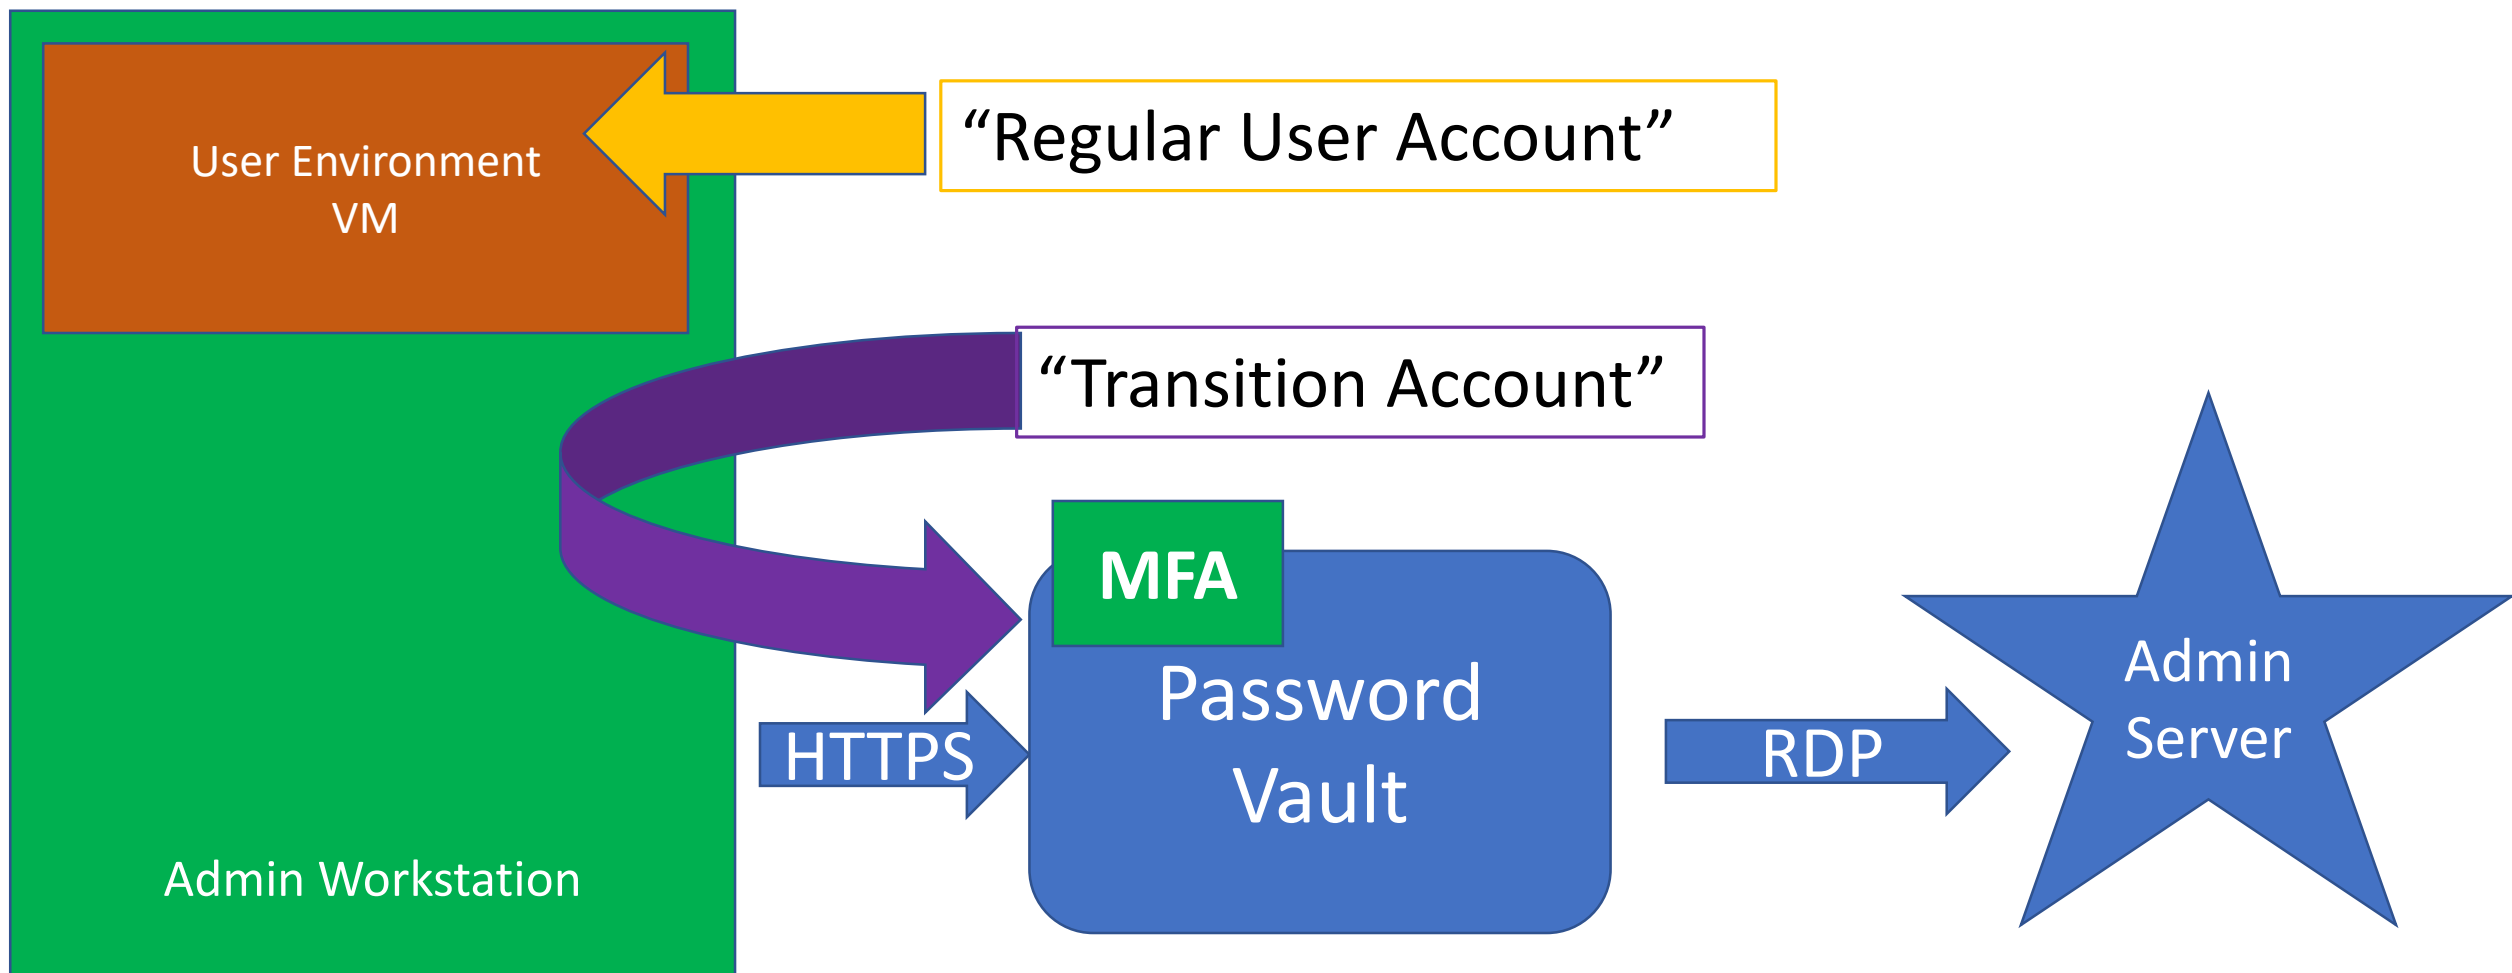 “Regular User Account”
User Environment
VM
“Transition Account”
MFA
Password
Vault
HTTPS
RDP
Admin
Server
Admin Workstation